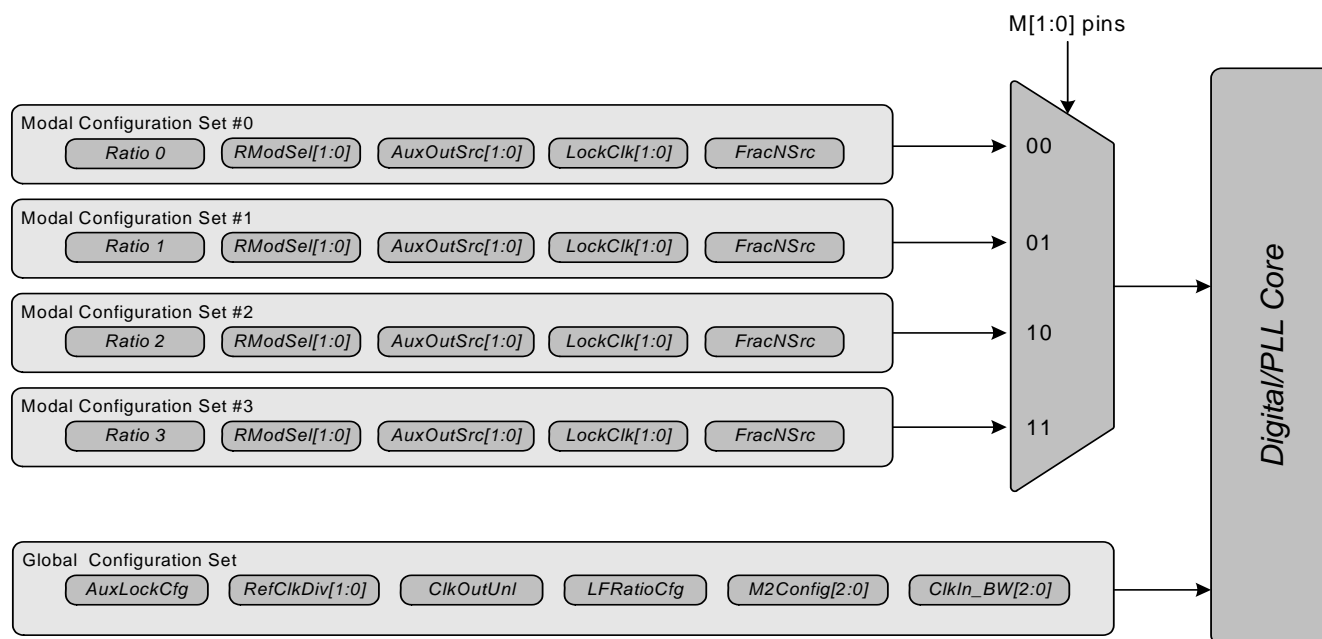 M[1:0] pins
Modal Configuration Set #0
Ratio 0 RModSel[1:0] AuxOutSrc[1:0] LockClk[1:0] FracNSrc
00
Modal Configuration Set #1
Ratio 1 RModSel[1:0] AuxOutSrc[1:0] LockClk[1:0] FracNSrc
01
Modal Configuration Set #2
Ratio 2 RModSel[1:0] AuxOutSrc[1:0] LockClk[1:0] FracNSrc
10
Modal Configuration Set #3
Ratio 3 RModSel[1:0] AuxOutSrc[1:0] LockClk[1:0] FracNSrc
11
Digital/PLL Core
Global Configuration Set
AuxLockCfg RefClkDiv[1:0] ClkOutUnl LFRatioCfg M2Config[2:0] ClkIn_BW[2:0]